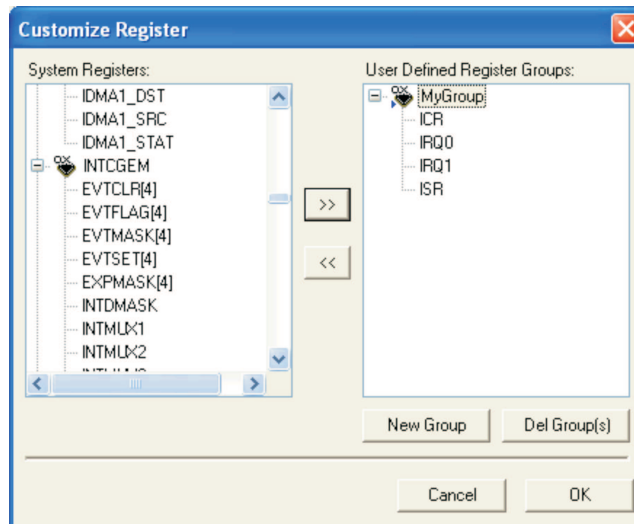 Customize Register
System Registers:
IDMA1_DST
IDMA1_SRC
IDMA1_STAT
INTCGEM
EVTCLR[4]
EVTFLAG[4]
EVTMASK[4]
EVTSET[4]
EXPMASK[4]
INTDMASK
INTMUX1
INTMUX2
>>
<<
User Defined Register Groups:
MyGroup
ICR
IRQ0
IRQ1
ISR
New Group
Del Group(s)
Cancel
OK